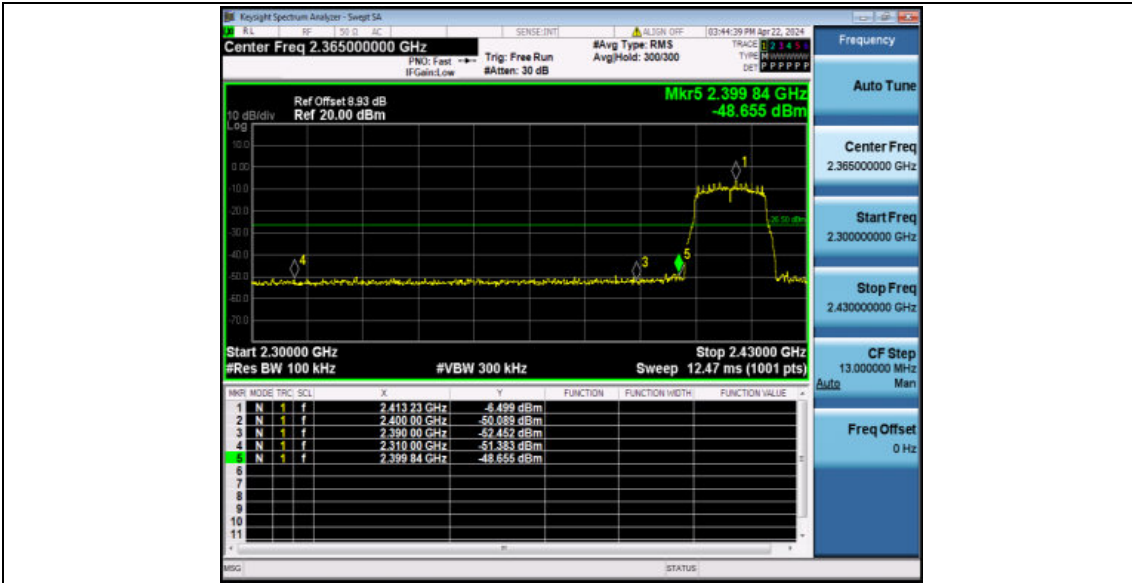 Keysight Spectrum Analyzer - Swept SA
RL RF 50 Ω AC SENSE:INT ALIGN OFF 03:44:39 PM Apr 22, 2024
Center Freq 2.365000000 GHz
PNO: Fast
IFGain:Low
Trig: Free Run
#Atten: 30 dB
#Avg Type: RMS
Avg|Hold: 300/300
TRACE 1 2 3 4 5 6
TYPE M W W W W W
DET P P P P P P
Ref Offset 8.93 dB
10 dB/div Ref 20.00 dBm
Log
Mkr5 2.399 84 GHz
-48.655 dBm
10.0
0.00
-10.0
-20.0
-30.0
-40.0
-50.0
-60.0
-70.0
-26.50 dBm
1
4
3
5
Start 2.30000 GHz Stop 2.43000 GHz
#Res BW 100 kHz #VBW 300 kHz Sweep 12.47 ms (1001 pts)
MKR MODE TRC SCL X Y FUNCTION FUNCTION WIDTH FUNCTION VALUE
1 N 1 f 2.413 23 GHz -6.499 dBm
2 N 1 f 2.400 00 GHz -50.089 dBm
3 N 1 f 2.390 00 GHz -52.452 dBm
4 N 1 f 2.310 00 GHz -51.383 dBm
5 N 1 f 2.399 84 GHz -48.655 dBm
6
7
8
9
10
11
MSG STATUS
Frequency
Auto Tune
Center Freq
2.365000000 GHz
Start Freq
2.300000000 GHz
Stop Freq
2.430000000 GHz
CF Step
13.000000 MHz
Auto Man
Freq Offset
0 Hz